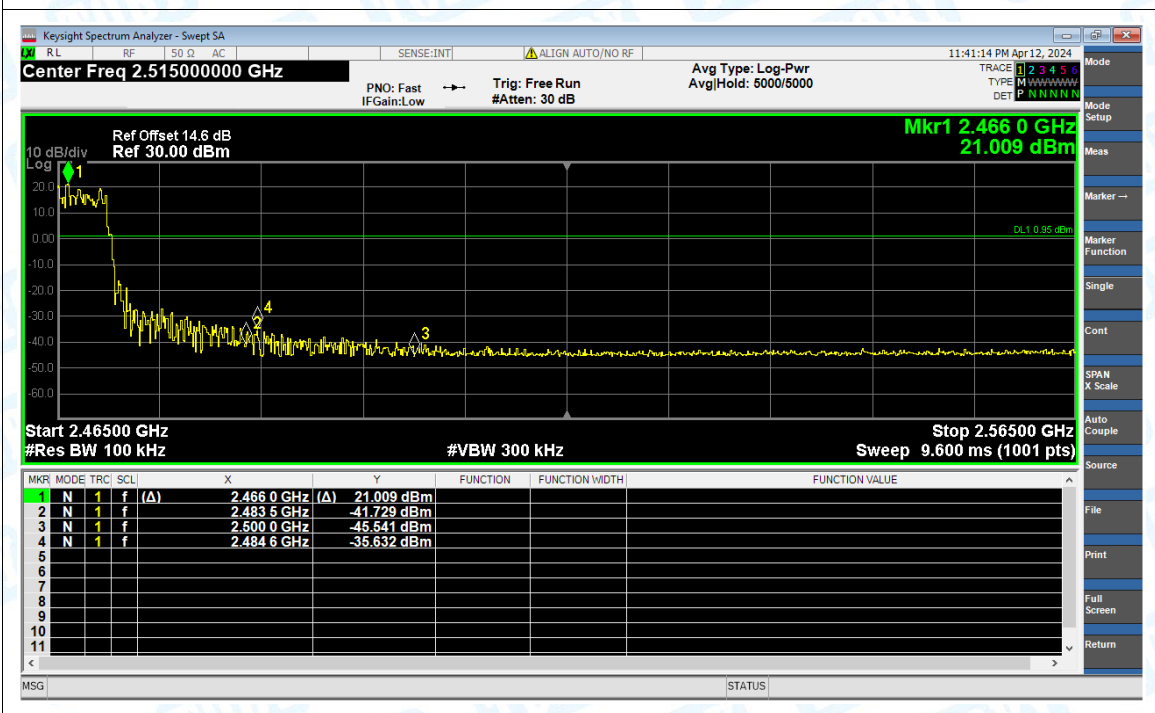 Keysight Spectrum Analyzer - Swept SA
LXI RL RF 50 Ω AC SENSE:INT ALIGN AUTO/NO RF 11:41:14 PM Apr 12, 2024
Center Freq 2.515000000 GHz
PNO: Fast
IFGain:Low
Trig: Free Run
#Atten: 30 dB
Avg Type: Log-Pwr
Avg|Hold: 5000/5000
TRACE 1 2 3 4 5 6
TYPE M WWWWW
DET P N N N N N
Ref Offset 14.6 dB
10 dB/div Ref 30.00 dBm
Log
Mkr1 2.466 0 GHz
21.009 dBm
1
20.0
10.0
0.00
DL1 0.95 dBm
-10.0
-20.0
-30.0
4
2
3
-40.0
-50.0
-60.0
Start 2.46500 GHz Stop 2.56500 GHz
#Res BW 100 kHz #VBW 300 kHz Sweep 9.600 ms (1001 pts)
MKR MODE TRC SCL X Y FUNCTION FUNCTION WIDTH FUNCTION VALUE
1 N 1 f (Δ) 2.466 0 GHz (Δ) 21.009 dBm
2 N 1 f 2.483 5 GHz -41.729 dBm
3 N 1 f 2.500 0 GHz -45.541 dBm
4 N 1 f 2.484 6 GHz -35.632 dBm
5
6
7
8
9
10
11
MSG STATUS
Mode
Mode
Setup
Meas
Marker →
Marker
Function
Single
Cont
SPAN
X Scale
Auto
Couple
Source
File
Print
Full
Screen
Return